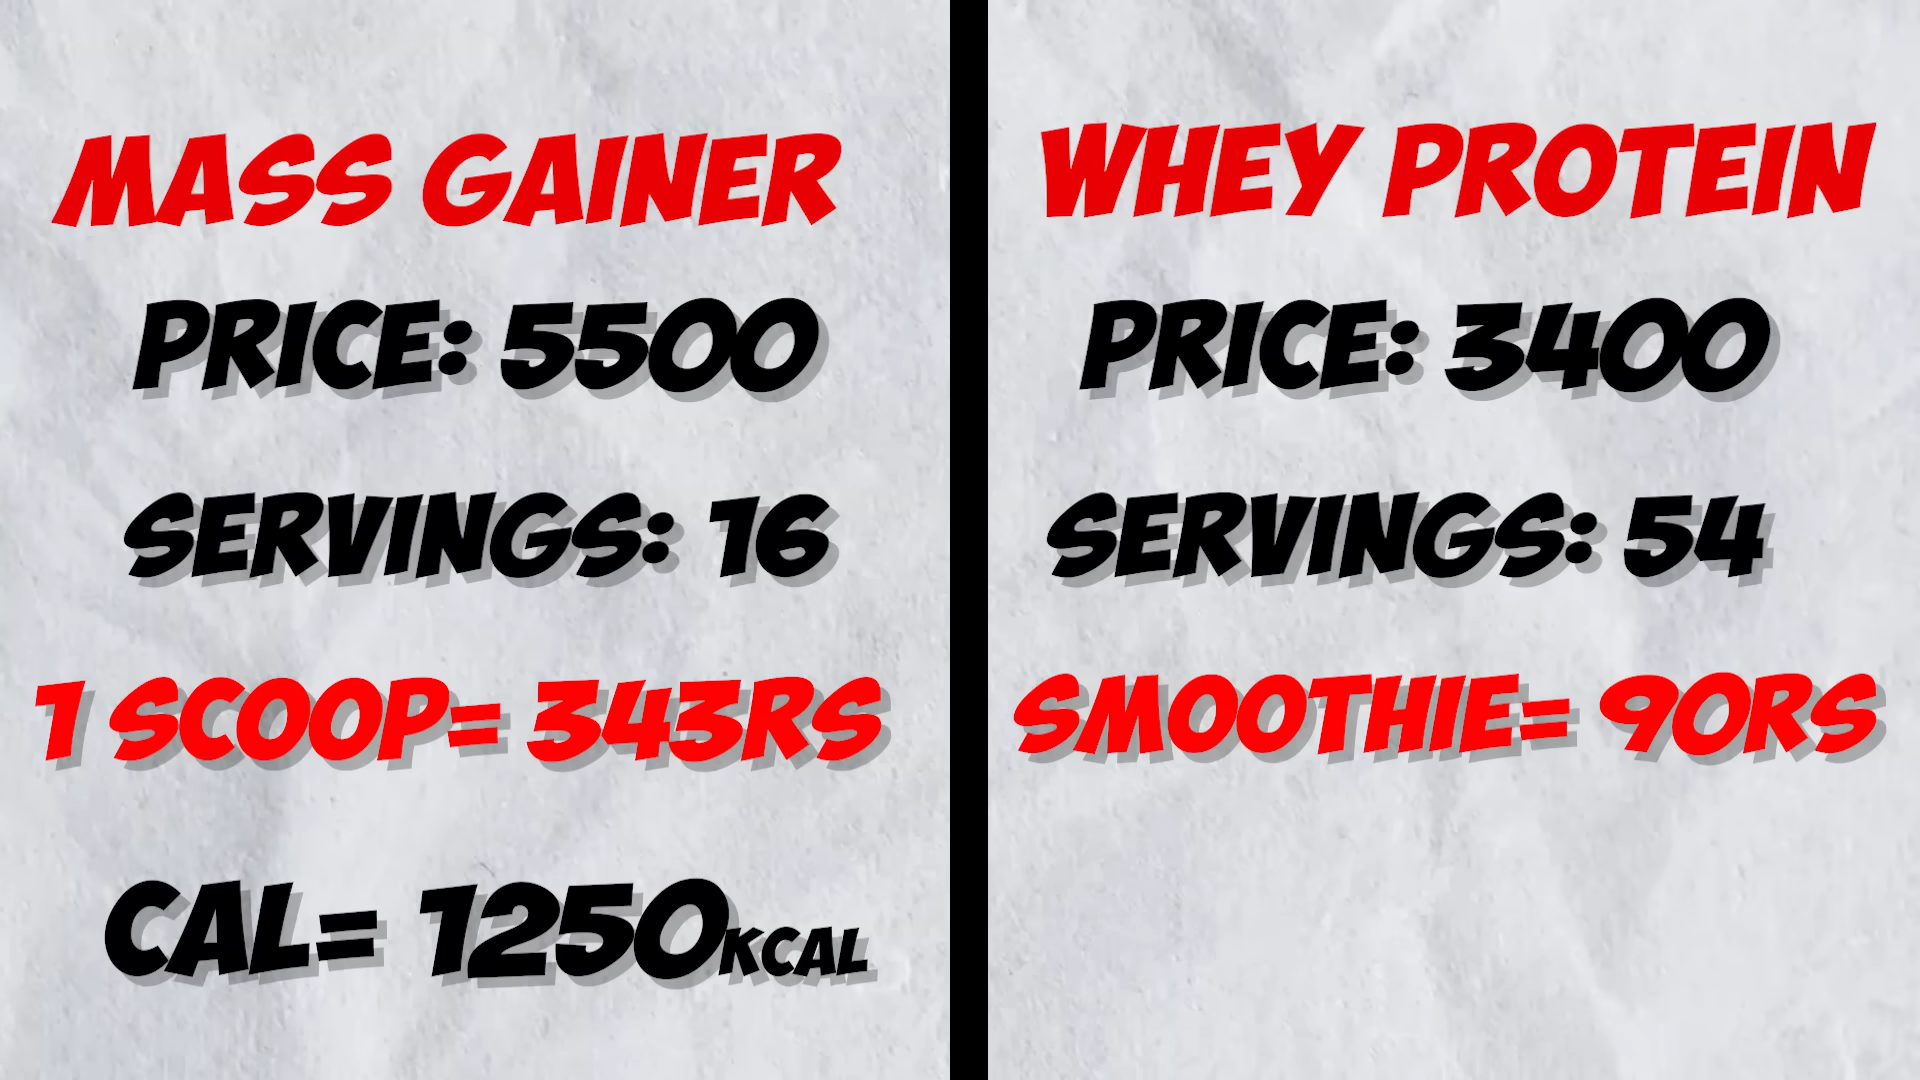 MASS GAINER
PRICE: 5500
SERVINGS: 16
1 SCOOP= 343RS
CAL= 1250KCAL
WHEY PROTEIN
PRICE: 3400
SERVINGS: 54
SMOOTHIE= 90RS